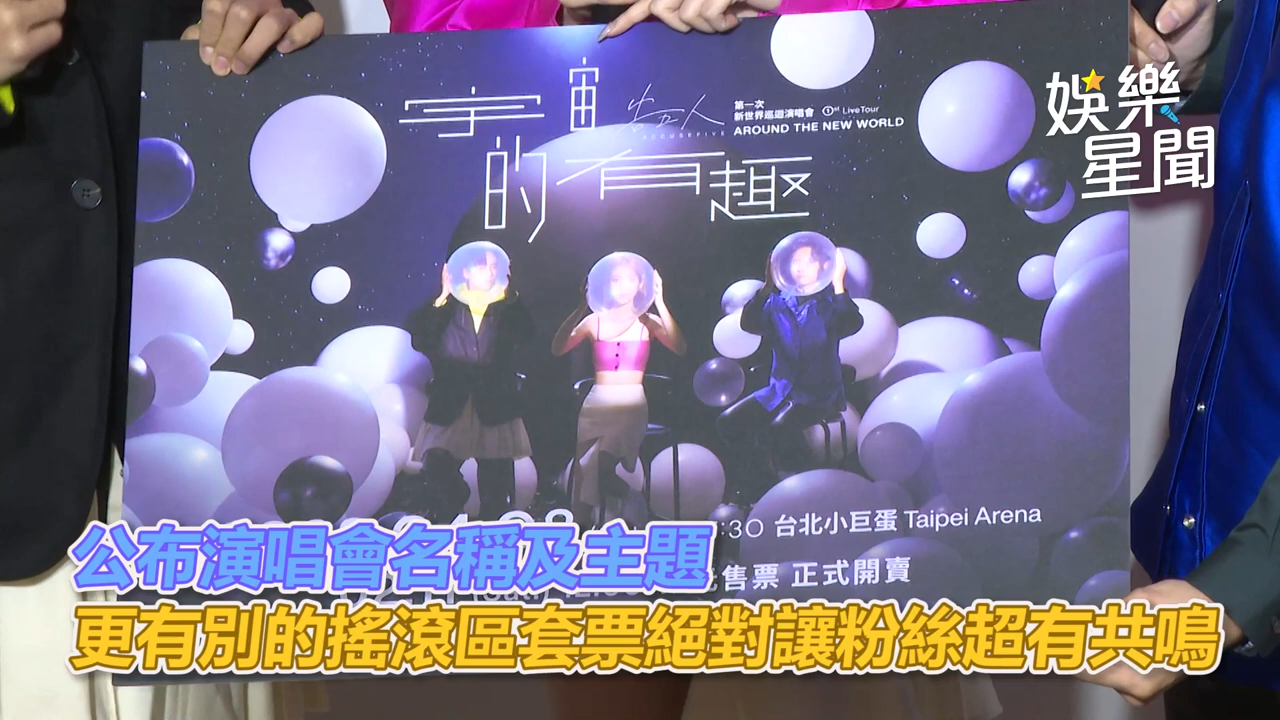 宇宙的有趣
告五人
ACCUSEFIVE
第一次
新世界巡迴演唱會 1st Live Tour
AROUND THE NEW WORLD
娛樂
星聞
:30 台北小巨蛋 Taipei Arena
售票 正式開賣
公布演唱會名稱及主題
更有別的搖滾區套票絕對讓粉絲超有共鳴